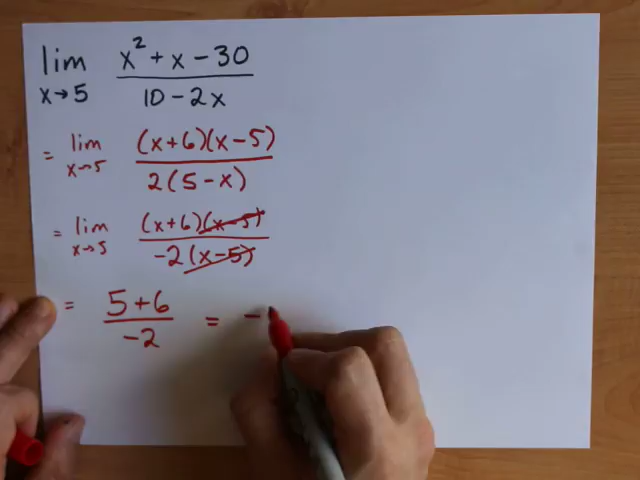 lim x→5 (x² + x − 30)/(10 − 2x)
= lim x→5 (x+6)(x−5)/2(5−x)
= lim x→5 (x+6)(x−5)/−2(x−5)
= (5+6)/−2 = −